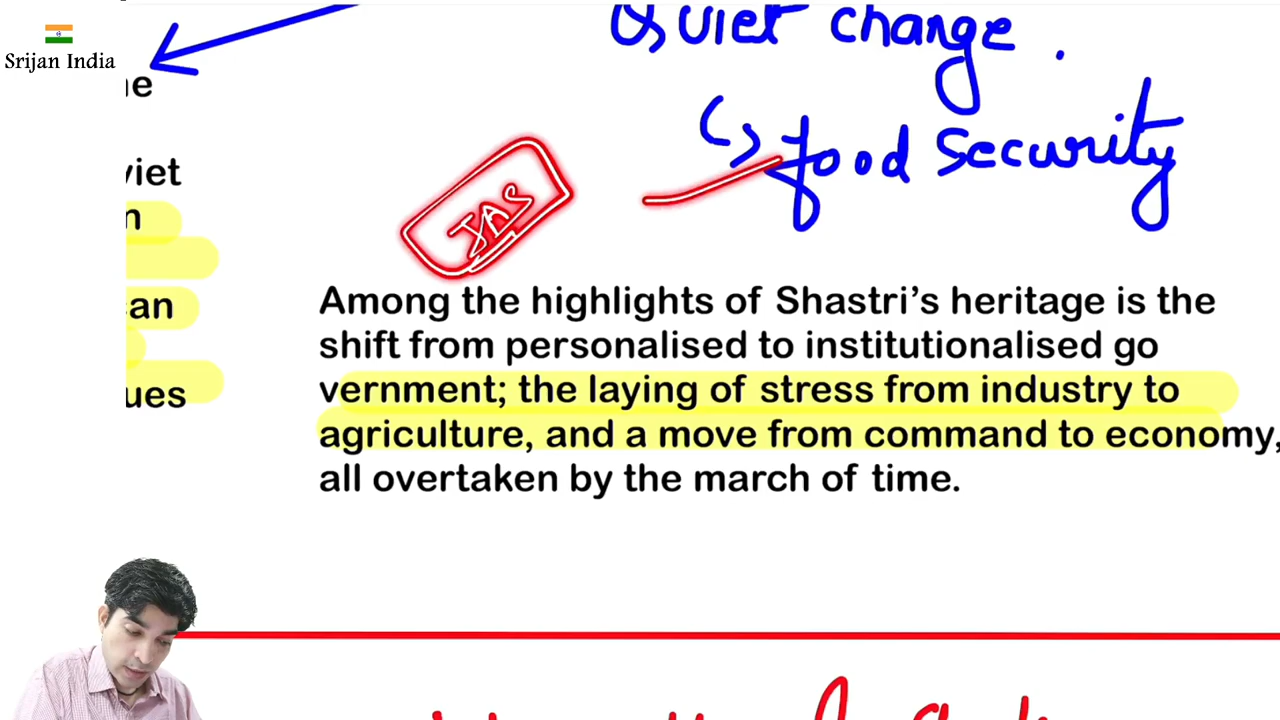 Quiet change.
Srijan India
food Security
viet
IAS
n
Among the highlights of Shastri's heritage is the
can
shift from personalised to institutionalised go
vernment; the laying of stress from industry to
ues
agriculture, and a move from command to economy,
all overtaken by the march of time.